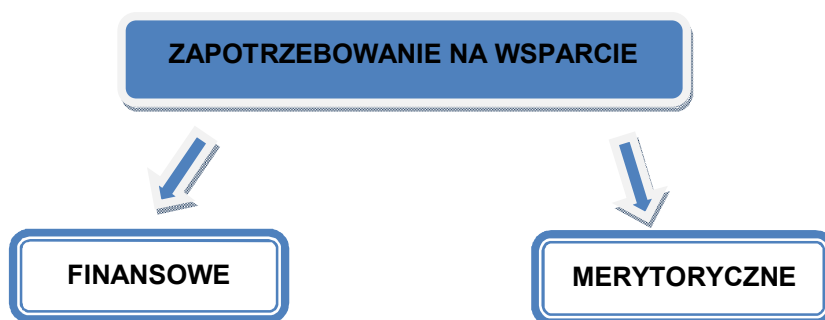 ZAPOTRZEBOWANIE NA WSPARCIE
FINANSOWE
MERYTORYCZNE